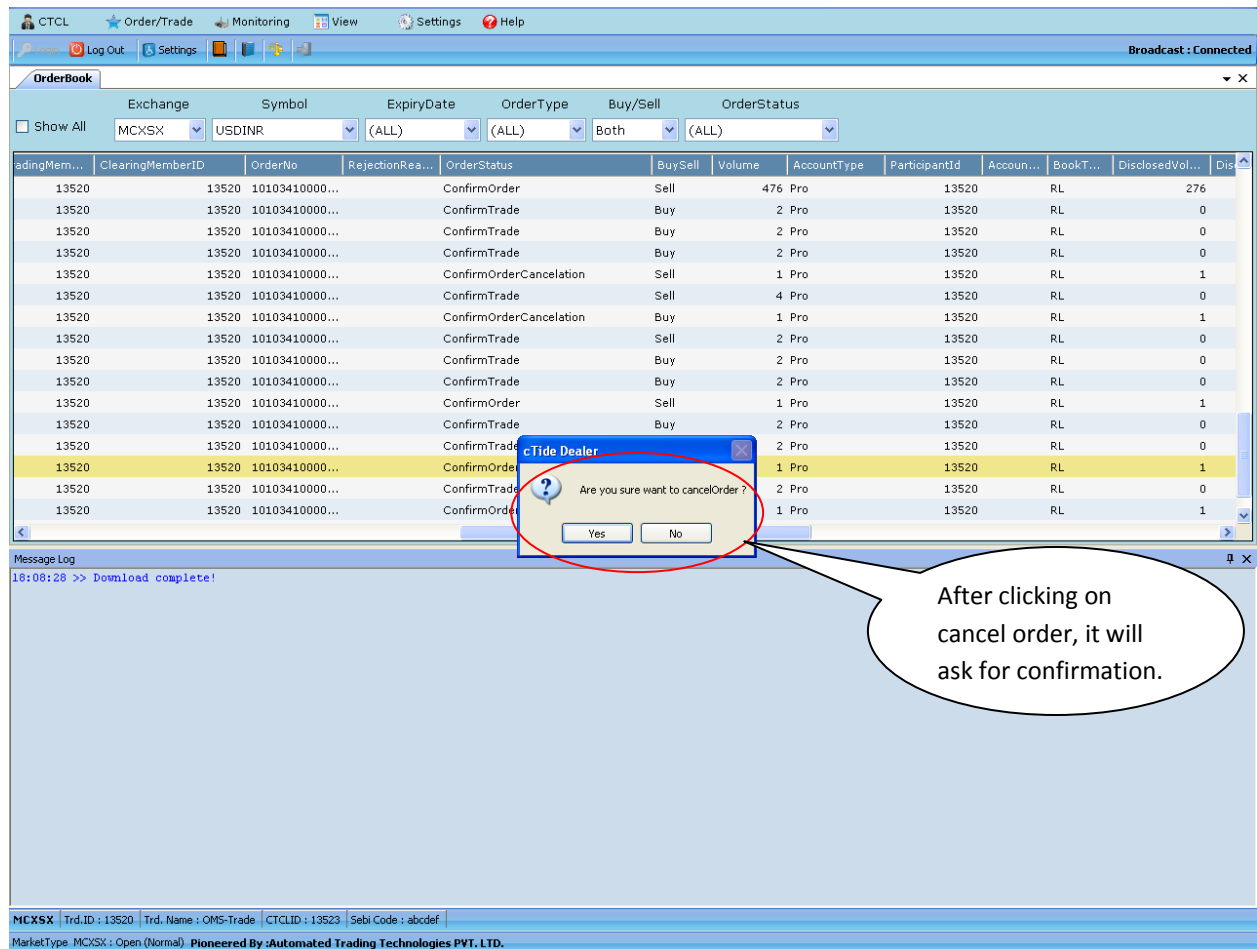 CTCL Order/Trade Monitoring View Settings Help
Log Out Settings Broadcast : Connected
OrderBook
Exchange Symbol ExpiryDate OrderType Buy/Sell OrderStatus
Show All MCXSX USDINR (ALL) (ALL) Both (ALL)
adingMem... ClearingMemberID OrderNo RejectionRea... OrderStatus BuySell Volume AccountType ParticipantId Accoun... BookT... DisclosedVol... Dis
13520 13520 10103410000... ConfirmOrder Sell 476 Pro 13520 RL 276
13520 13520 10103410000... ConfirmTrade Buy 2 Pro 13520 RL 0
13520 13520 10103410000... ConfirmTrade Buy 2 Pro 13520 RL 0
13520 13520 10103410000... ConfirmTrade Buy 2 Pro 13520 RL 0
13520 13520 10103410000... ConfirmOrderCancelation Sell 1 Pro 13520 RL 1
13520 13520 10103410000... ConfirmTrade Sell 4 Pro 13520 RL 0
13520 13520 10103410000... ConfirmOrderCancelation Buy 1 Pro 13520 RL 1
13520 13520 10103410000... ConfirmTrade Sell 2 Pro 13520 RL 0
13520 13520 10103410000... ConfirmTrade Buy 2 Pro 13520 RL 0
13520 13520 10103410000... ConfirmTrade Buy 2 Pro 13520 RL 0
13520 13520 10103410000... ConfirmOrder Sell 1 Pro 13520 RL 1
13520 13520 10103410000... ConfirmTrade Buy 2 Pro 13520 RL 0
13520 13520 10103410000... ConfirmTrade 2 Pro 13520 RL 0
13520 13520 10103410000... ConfirmOrder 1 Pro 13520 RL 1
13520 13520 10103410000... ConfirmTrade 2 Pro 13520 RL 0
13520 13520 10103410000... ConfirmOrde 1 Pro 13520 RL 1
cTide Dealer
Are you sure want to cancelOrder ?
Yes No
Message Log
18:08:28 >> Download complete!
After clicking on
cancel order, it will
ask for confirmation.
MCXSX Trd.ID : 13520 Trd. Name : OMS-Trade CTCLID : 13523 Sebi Code : abcdef
MarketType MCXSX : Open (Normal) Pioneered By :Automated Trading Technologies PVT. LTD.